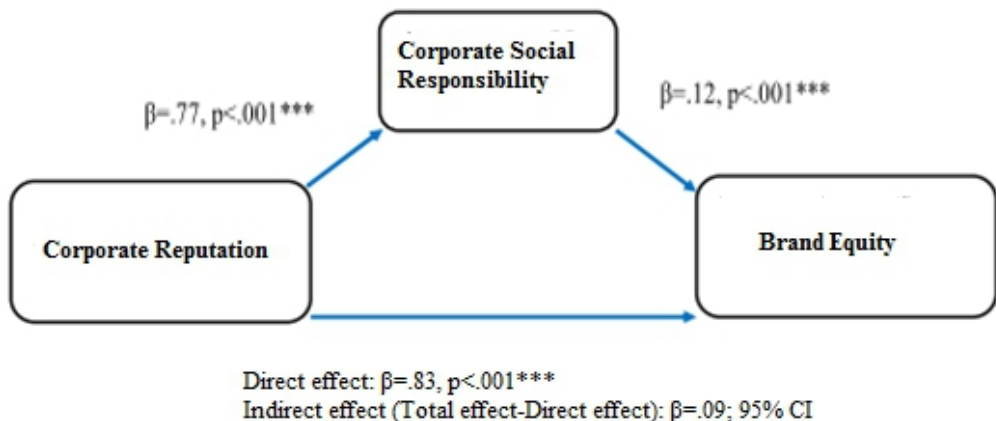 Corporate Social
Responsibility
β=.77, p<.001***
β=.12, p<.001***
Corporate Reputation
Brand Equity
Direct effect: β=.83, p<.001***
Indirect effect (Total effect-Direct effect): β=.09; 95% CI